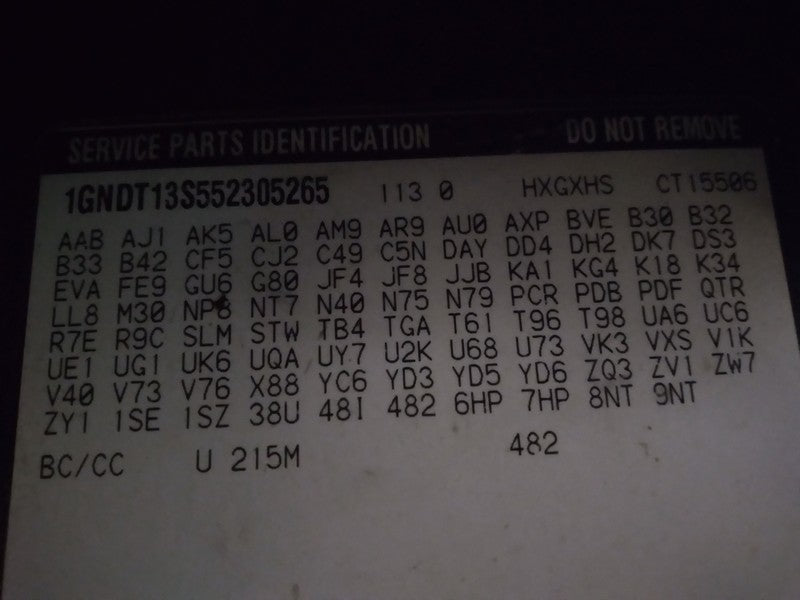 SERVICE PARTS IDENTIFICATION DO NOT REMOVE
1GNDT13S552305265 113 0 HXGXHS CT15506
AAB AJ1 AK5 AL0 AM9 AR9 AU0 AXP BVE B30 B32
B33 B42 CF5 CJ2 C49 C5N DAY DD4 DH2 DK7 DS3
EVA FE9 GU6 G80 JF4 JF8 JJB KA1 KG4 K18 K34
LL8 M30 NP8 NT7 N40 N75 N79 PCR PDB PDF QTR
R7E R9C SLM STW TB4 TGA T61 T96 T98 UA6 UC6
UE1 UG1 UK6 UQA UY7 U2K U68 U73 VK3 VXS V1K
V40 V73 V76 X88 YC6 YD3 YD5 YD6 ZQ3 ZV1 ZW7
ZY1 1SE 1SZ 38U 48I 482 6HP 7HP 8NT 9NT
BC/CC U 215M 482